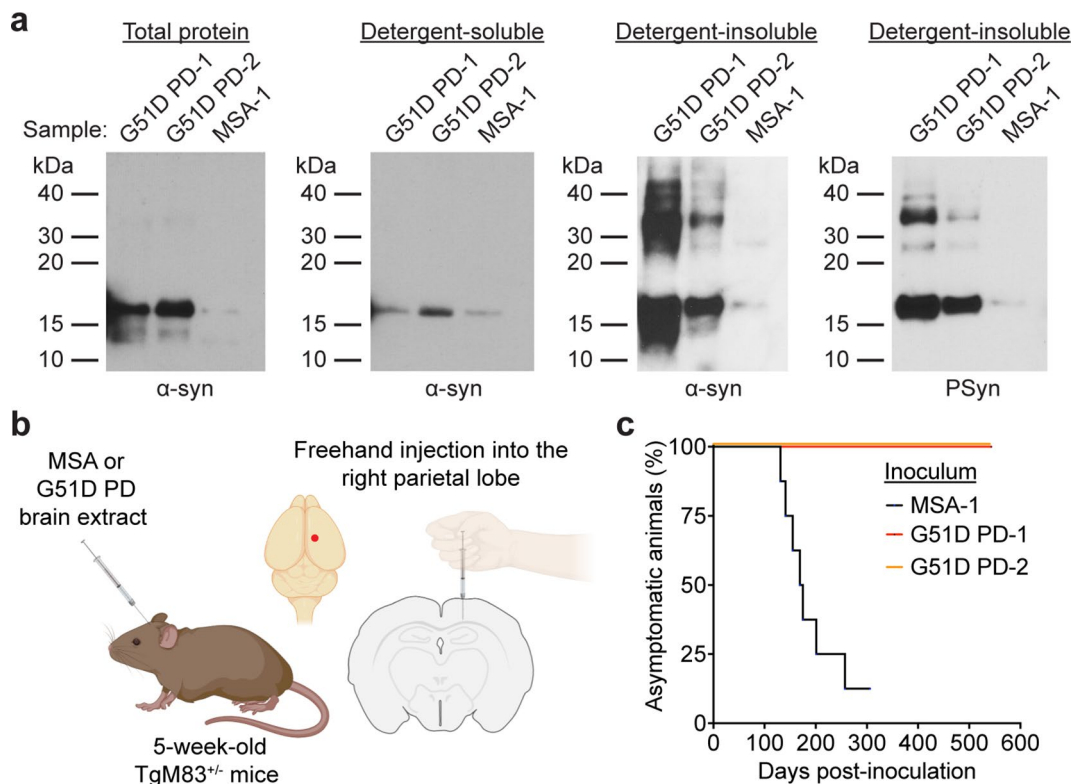 a
Total protein
Detergent-soluble
Detergent-insoluble
Detergent-insoluble
Sample:
G51D PD-1
G51D PD-2
MSA-1
G51D PD-1
G51D PD-2
MSA-1
G51D PD-1
G51D PD-2
MSA-1
G51D PD-1
G51D PD-2
MSA-1
kDa
40
30
20
15
10
α-syn
kDa
40
30
20
15
10
α-syn
kDa
40
30
20
15
10
α-syn
kDa
40
30
20
15
10
PSyn
b
MSA or
G51D PD
brain extract
5-week-old
TgM83+/- mice
Freehand injection into the
right parietal lobe
c
Asymptomatic animals (%)
100
75
50
25
0
0 100 200 300 400 500 600
Days post-inoculation
Inoculum
MSA-1
G51D PD-1
G51D PD-2